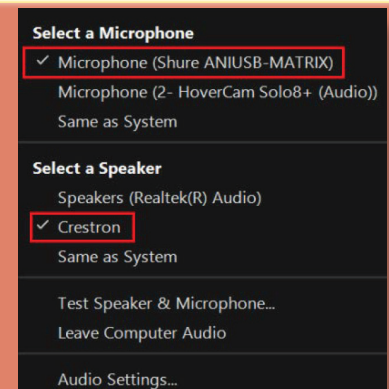 Select a Microphone
✓ Microphone (Shure ANIUSB-MATRIX)
Microphone (2- HoverCam Solo8+ (Audio))
Same as System
Select a Speaker
Speakers (Realtek(R) Audio)
✓ Crestron
Same as System
Test Speaker & Microphone...
Leave Computer Audio
Audio Settings...